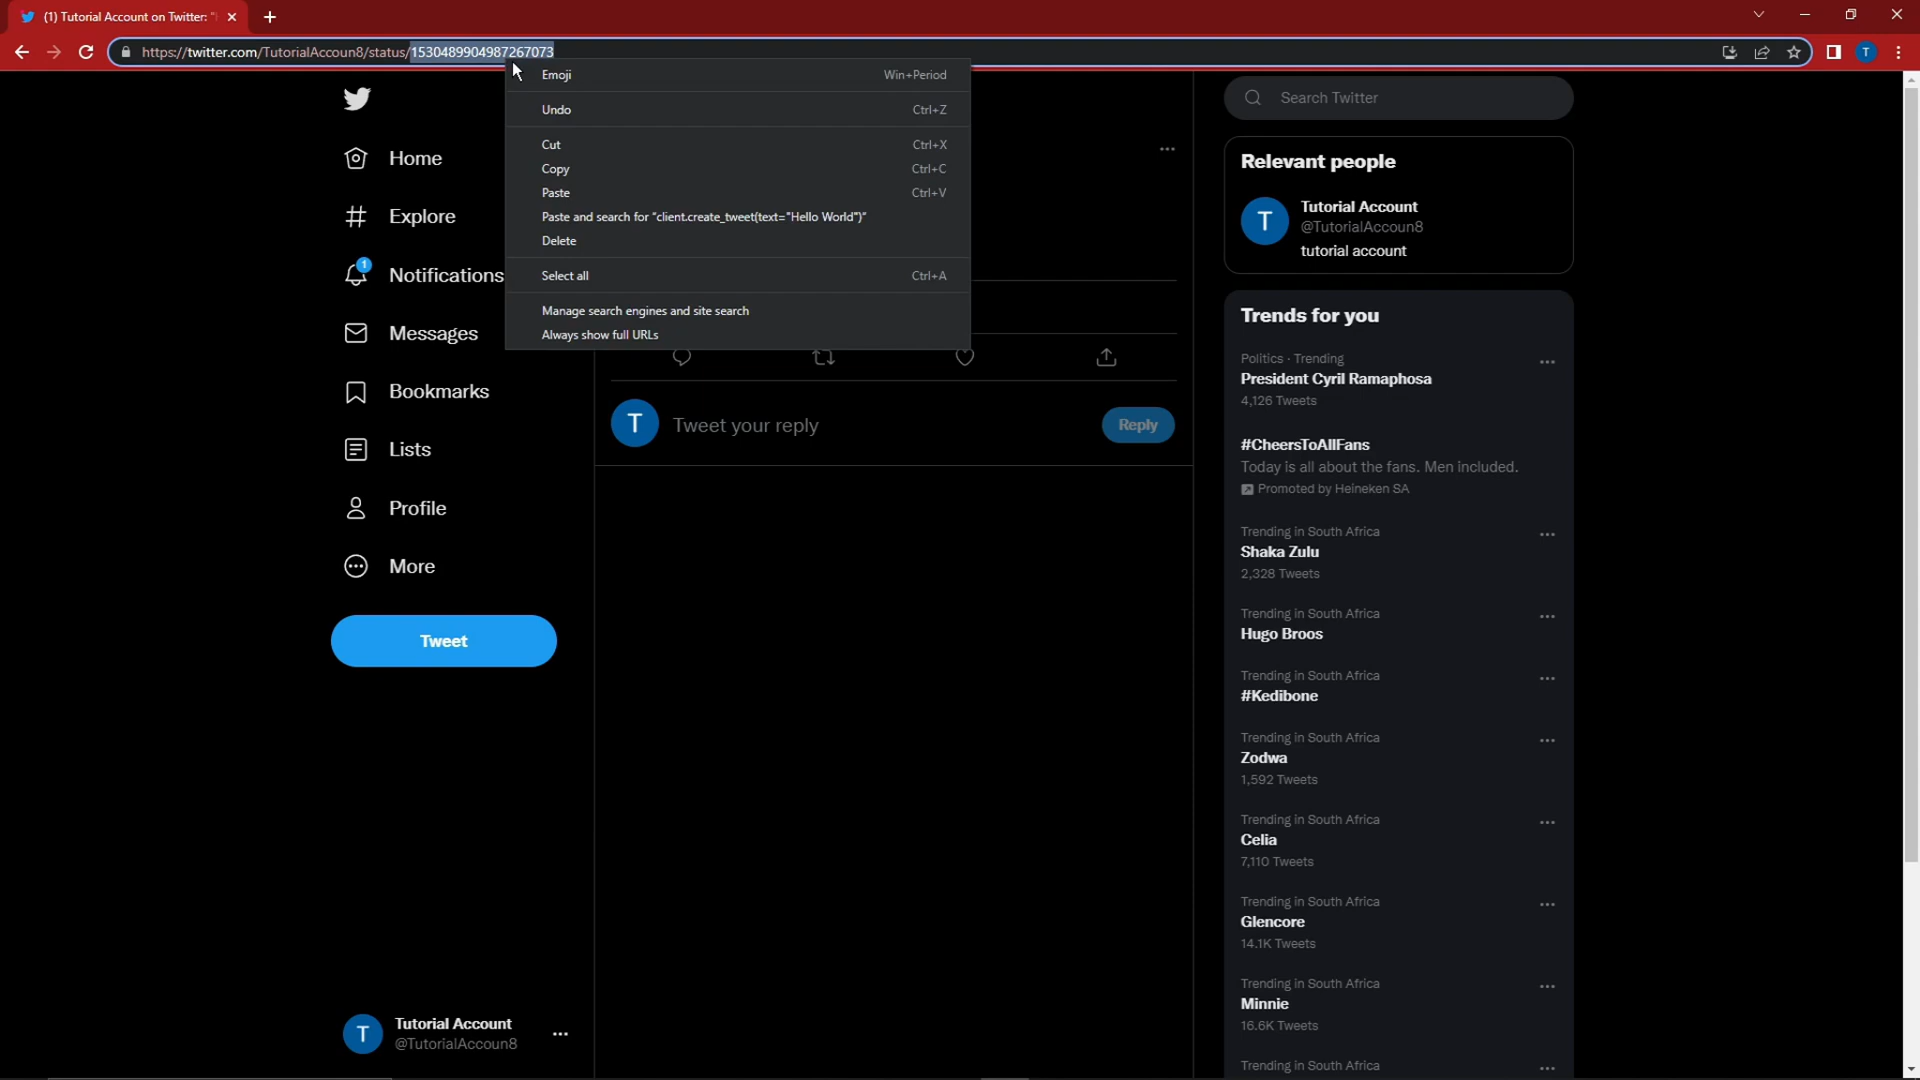 (1) Tutorial Account on Twitter: "
https://twitter.com/TutorialAccoun8/status/1530489904987267073
T
Emoji Win+Period
Undo Ctrl+Z
Cut Ctrl+X
Copy Ctrl+C
Paste Ctrl+V
Paste and search for "client.create_tweet(text="Hello World")"
Delete
Select all Ctrl+A
Manage search engines and site search
Always show full URLs
Home
Explore
1
Notifications
Messages
Bookmarks
Lists
Profile
More
Tweet
T
Tutorial Account
@TutorialAccoun8
T
Tweet your reply
Reply
Search Twitter
Relevant people
T
Tutorial Account
@TutorialAccoun8
tutorial account
Trends for you
Politics · Trending
President Cyril Ramaphosa
4,126 Tweets
#CheersToAllFans
Today is all about the fans. Men included.
Promoted by Heineken SA
Trending in South Africa
Shaka Zulu
2,328 Tweets
Trending in South Africa
Hugo Broos
Trending in South Africa
#Kedibone
Trending in South Africa
Zodwa
1,592 Tweets
Trending in South Africa
Celia
7,110 Tweets
Trending in South Africa
Glencore
14.1K Tweets
Trending in South Africa
Minnie
16.6K Tweets
Trending in South Africa